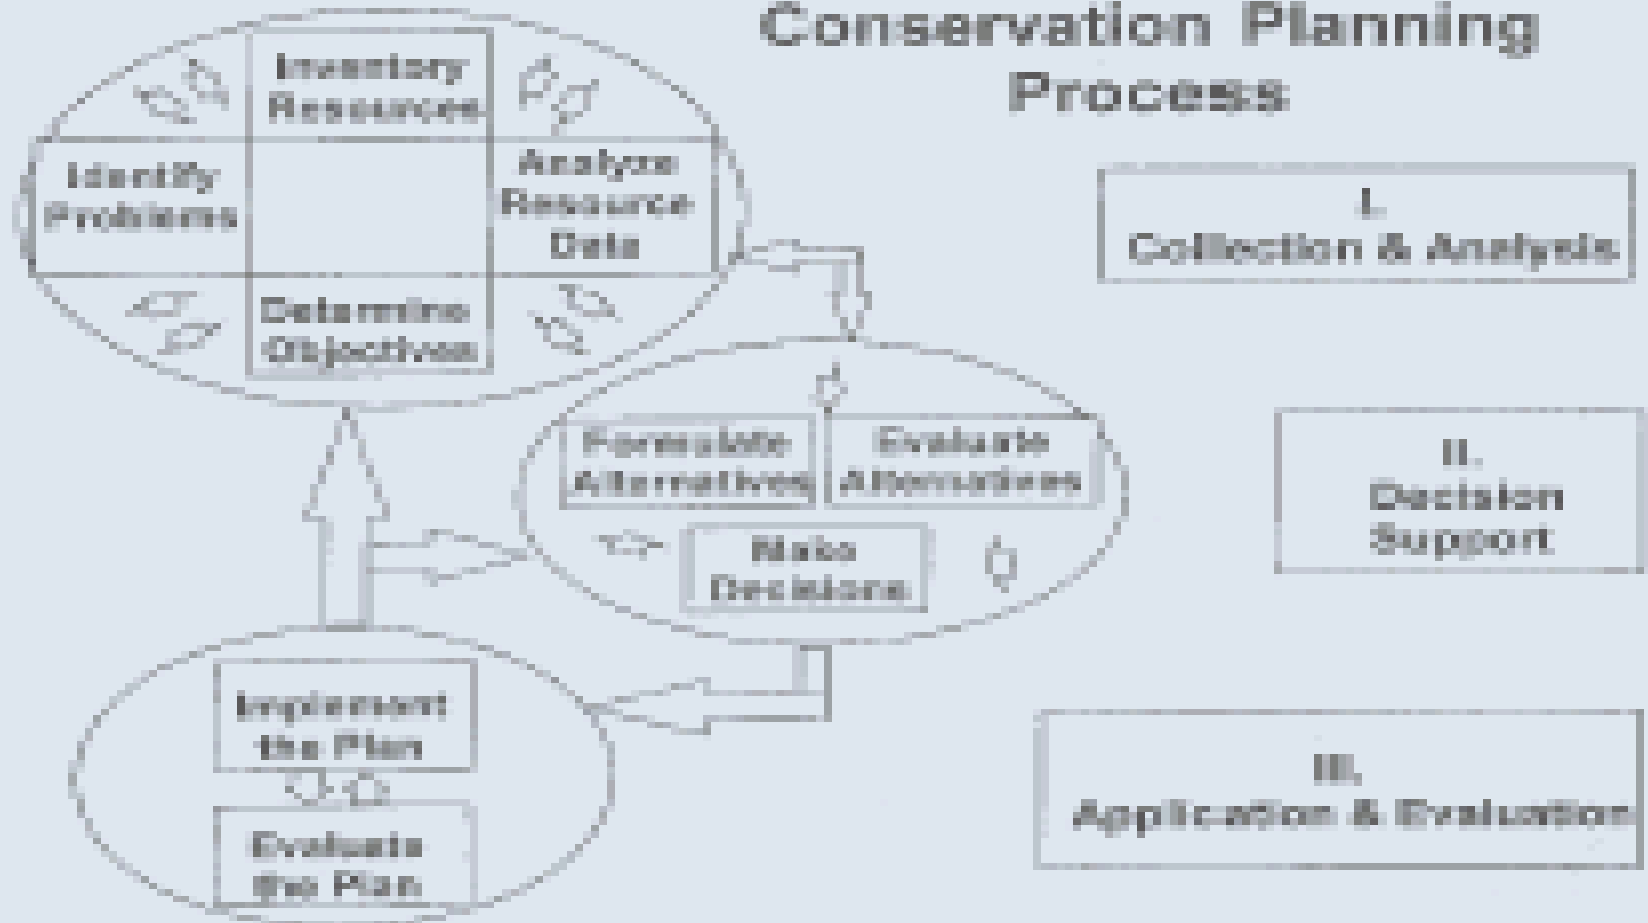 Conservation Planning
Process
Inventory
Resources
Identify
Problems
Analyze
Resource
Data
Determine
Objectives
I.
Collection & Analysis
Formulate
Alternatives
Evaluate
Alternatives
Make
Decisions
II.
Decision
Support
Implement
the Plan
Evaluate
the Plan
III.
Application & Evaluation